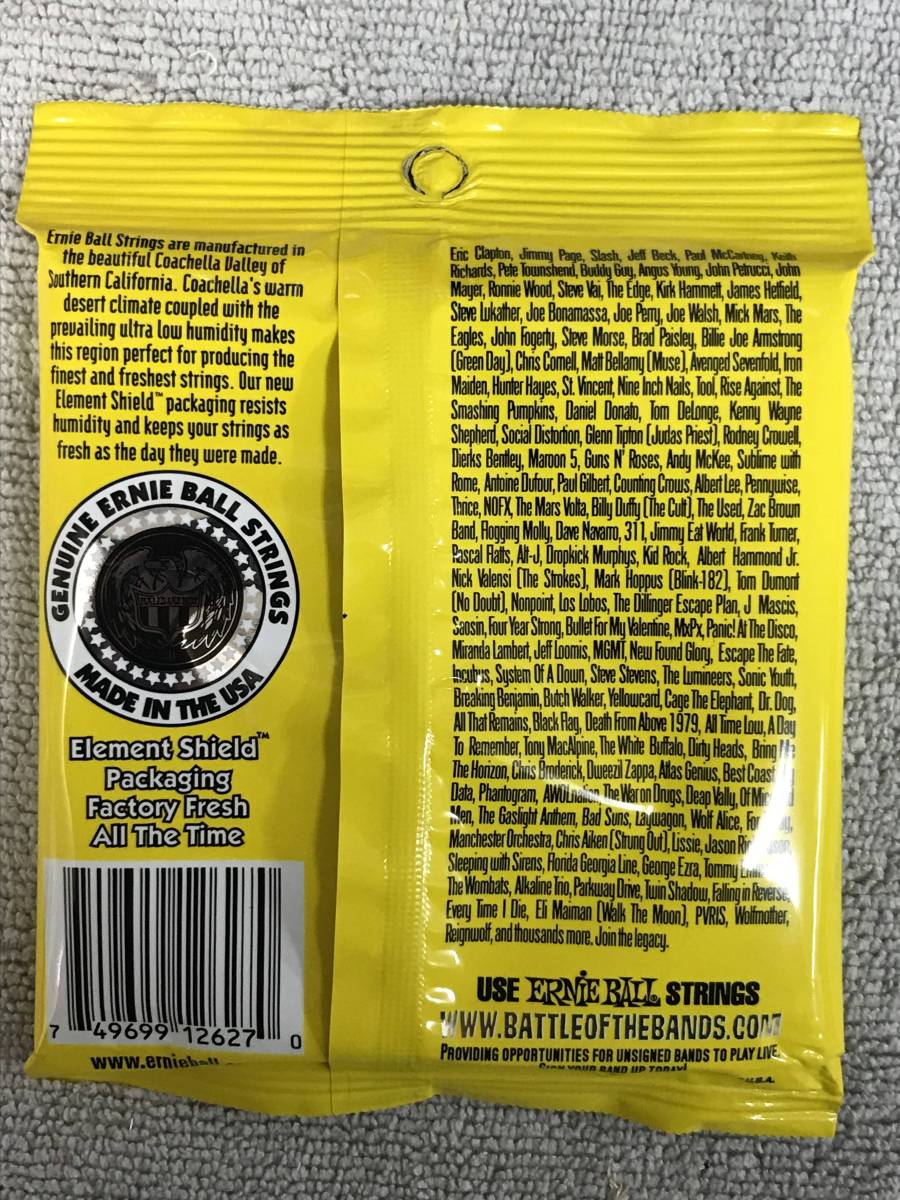 Ernie Ball Strings are manufactured in
the beautiful Coachella Valley of
Southern California. Coachella's warm
desert climate coupled with the
prevailing ultra low humidity makes
this region perfect for producing the
finest and freshest strings. Our new
Element Shield™ packaging resists
humidity and keeps your strings as
fresh as the day they were made.
GENUINE ERNIE BALL STRINGS
MADE IN THE USA
Element Shield™
Packaging
Factory Fresh
All The Time
7 49699 12627 0
www.ernieball
Eric Clapton, Jimmy Page, Slash, Jeff Beck, Paul McCartney, Keith
Richards, Pete Townshend, Buddy Guy, Angus Young, John Petrucci, John
Mayer, Ronnie Wood, Steve Vai, The Edge, Kirk Hammett, James Hetfield,
Steve Lukather, Joe Bonamassa, Joe Perry, Joe Walsh, Mick Mars, The
Eagles, John Fogerty, Steve Morse, Brad Paisley, Billie Joe Armstrong
(Green Day), Chris Cornell, Matt Bellamy (Muse), Avenged Sevenfold, Iron
Maiden, Hunter Hayes, St. Vincent, Nine Inch Nails, Tool, Rise Against, The
Smashing Pumpkins, Daniel Donato, Tom DeLonge, Kenny Wayne
Shepherd, Social Distortion, Glenn Tipton (Judas Priest), Rodney Crowell,
Dierks Bentley, Maroon 5, Guns N' Roses, Andy McKee, Sublime with
Rome, Antoine Dufour, Paul Gilbert, Counting Crows, Albert Lee, Pennywise,
Thrice, NOFX, The Mars Volta, Billy Duffy (The Cult), The Used, Zac Brown
Band, Flogging Molly, Dave Navarro, 311, Jimmy Eat World, Frank Turner,
Rascal Flatts, Alt-J, Dropkick Murphys, Kid Rock, Albert Hammond Jr.
Nick Valensi (The Strokes), Mark Hoppus (Blink-182), Tom Dumont
(No Doubt), Nonpoint, Los Lobos, The Dillinger Escape Plan, J Mascis,
Saosin, Four Year Strong, Bullet For My Valentine, MxPx, Panic! At The Disco,
Miranda Lambert, Jeff Loomis, MGMT, New Found Glory, Escape The Fate,
Incubus, System Of A Down, Steve Stevens, The Lumineers, Sonic Youth,
Breaking Benjamin, Butch Walker, Yellowcard, Cage The Elephant, Dr. Dog,
All That Remains, Black Flag, Death From Above 1979, All Time Low, A Day
To Remember, Tony MacAlpine, The White Buffalo, Dirty Heads, Bring Me
The Horizon, Chris Broderick, Dweezil Zappa, Atlas Genius, Best Coast,
Data, Phantogram, AWOLnation, The War on Drugs, Deap Vally, Of
Men, The Gaslight Anthem, Bad Suns, Lagwagon, Wolf Alice,
Manchester Orchestra, Chris Aiken (Strung Out), Lissie, Jason
Sleeping with Sirens, Florida Georgia Line, George Ezra, Tommy
The Wombats, Alkaline Trio, Parkway Drive, Twin Shadow, Falling in Reverse,
Every Time I Die, Eli Maiman (Walk The Moon), PVRIS, Wolfmother,
Reignwolf, and thousands more. Join the legacy.
USE ERNIE BALL STRINGS
WWW.BATTLEOFTHEBANDS.COM
PROVIDING OPPORTUNITIES FOR UNSIGNED BANDS TO PLAY LIVE.
SIGN YOUR BAND UP TODAY!
U.S.A.